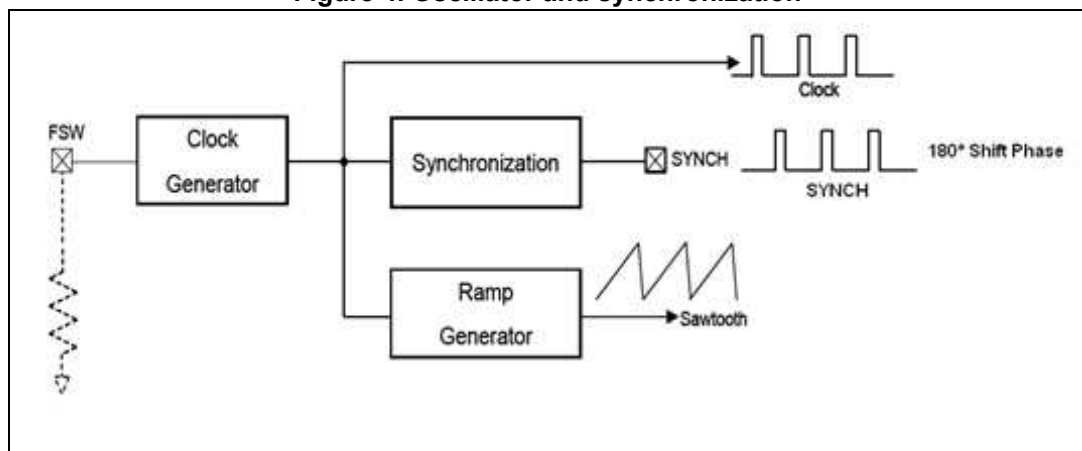 Figure 4. Oscillator and synchronization
Clock
FSW
Clock
Generator
Synchronization
SYNCH
SYNCH
180° Shift Phase
Ramp
Generator
Sawtooth